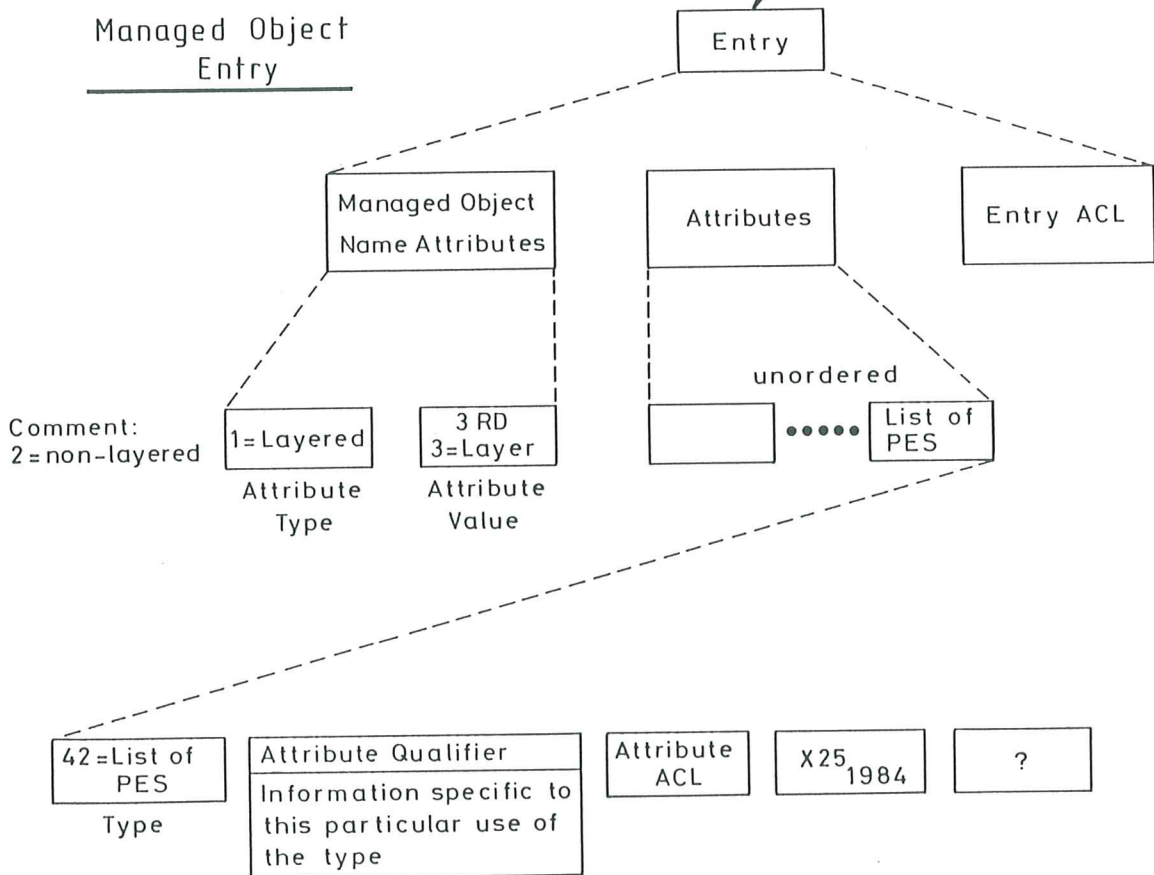 Managed Object
Entry
Entry
Managed Object
Name Attributes
Attributes
Entry ACL
unordered
Comment:
2=non-layered
1=Layered
3 RD
3=Layer
List of
PES
Attribute
Type
Attribute
Value
42=List of
PES
Type
Attribute Qualifier
Information specific to
this particular use of
the type
Attribute
ACL
X25 1984
?